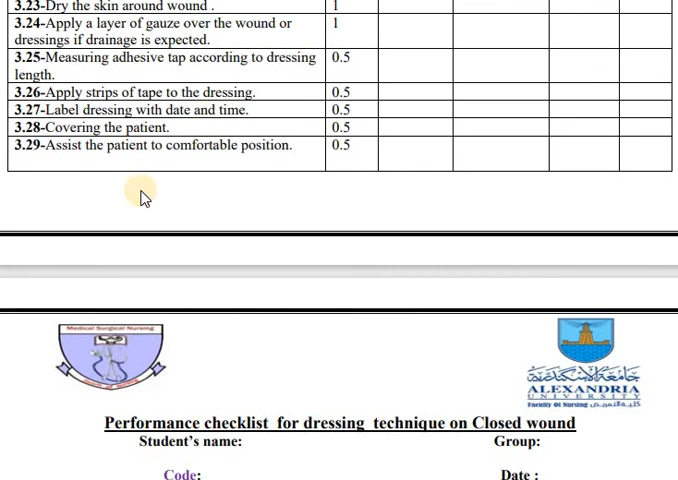 3.23-Dry the skin around wound . 1
3.24-Apply a layer of gauze over the wound or 1
dressings if drainage is expected.
3.25-Measuring adhesive tap according to dressing 0.5
length.
3.26-Apply strips of tape to the dressing. 0.5
3.27-Label dressing with date and time. 0.5
3.28-Covering the patient. 0.5
3.29-Assist the patient to comfortable position. 0.5
Medical Surgical Nursing
جامعة الإسكندرية
ALEXANDRIA
UNIVERSITY
Faculty Of Nursing كلية التمريض
Performance checklist for dressing technique on Closed wound
Student’s name: Group:
Code: Date :